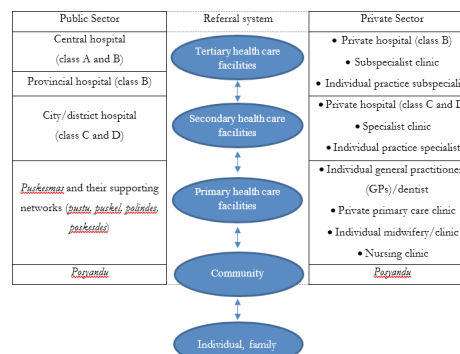 Public Sector
Referral system
Private Sector
Central hospital
(class A and B)
Provincial hospital (class B)
City/district hospital
(class C and D)
Puskesmas and their supporting
networks (pustu, puskel, polindes,
poskesdes)
Posyandu
Tertiary health care
facilities
Secondary health care
facilities
Primary health care
facilities
Community
Individual, family
• Private hospital (class B)
• Subspecialist clinic
• Individual practice subspeciali
• Private hospital (class C and D
• Specialist clinic
• Individual practice specialist
• Individual general practitione
(GPs)/dentist
• Private primary care clinic
• Individual midwifery/clinic
• Nursing clinic
Posyandu